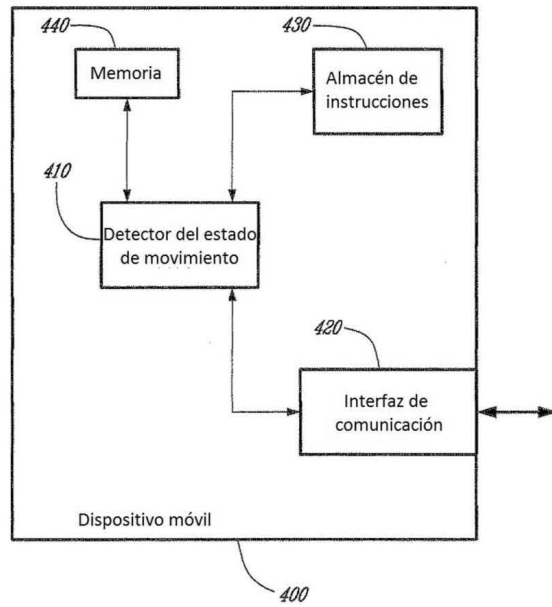 440
430
Memoria
Almacén de
instrucciones
410
Detector del estado
de movimiento
420
Interfaz de
comunicación
Dispositivo móvil
400